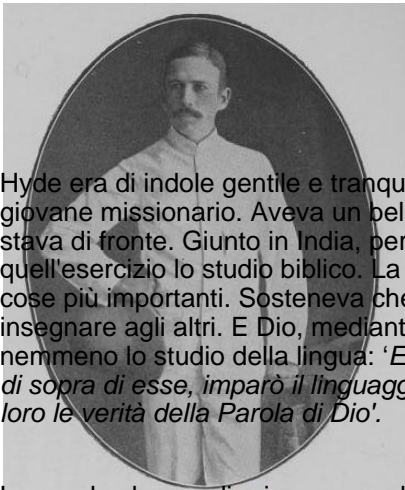 Hyde era di indole gentile e tranqu
giovane missionario. Aveva un bel
stava di fronte. Giunto in India, per
quell'esercizio lo studio biblico. La
cose più importanti. Sosteneva che
insegnare agli altri. E Dio, mediant
nemmeno lo studio della lingua: 'E
di sopra di esse, imparò il linguagg
loro le verità della Parola di Dio'.